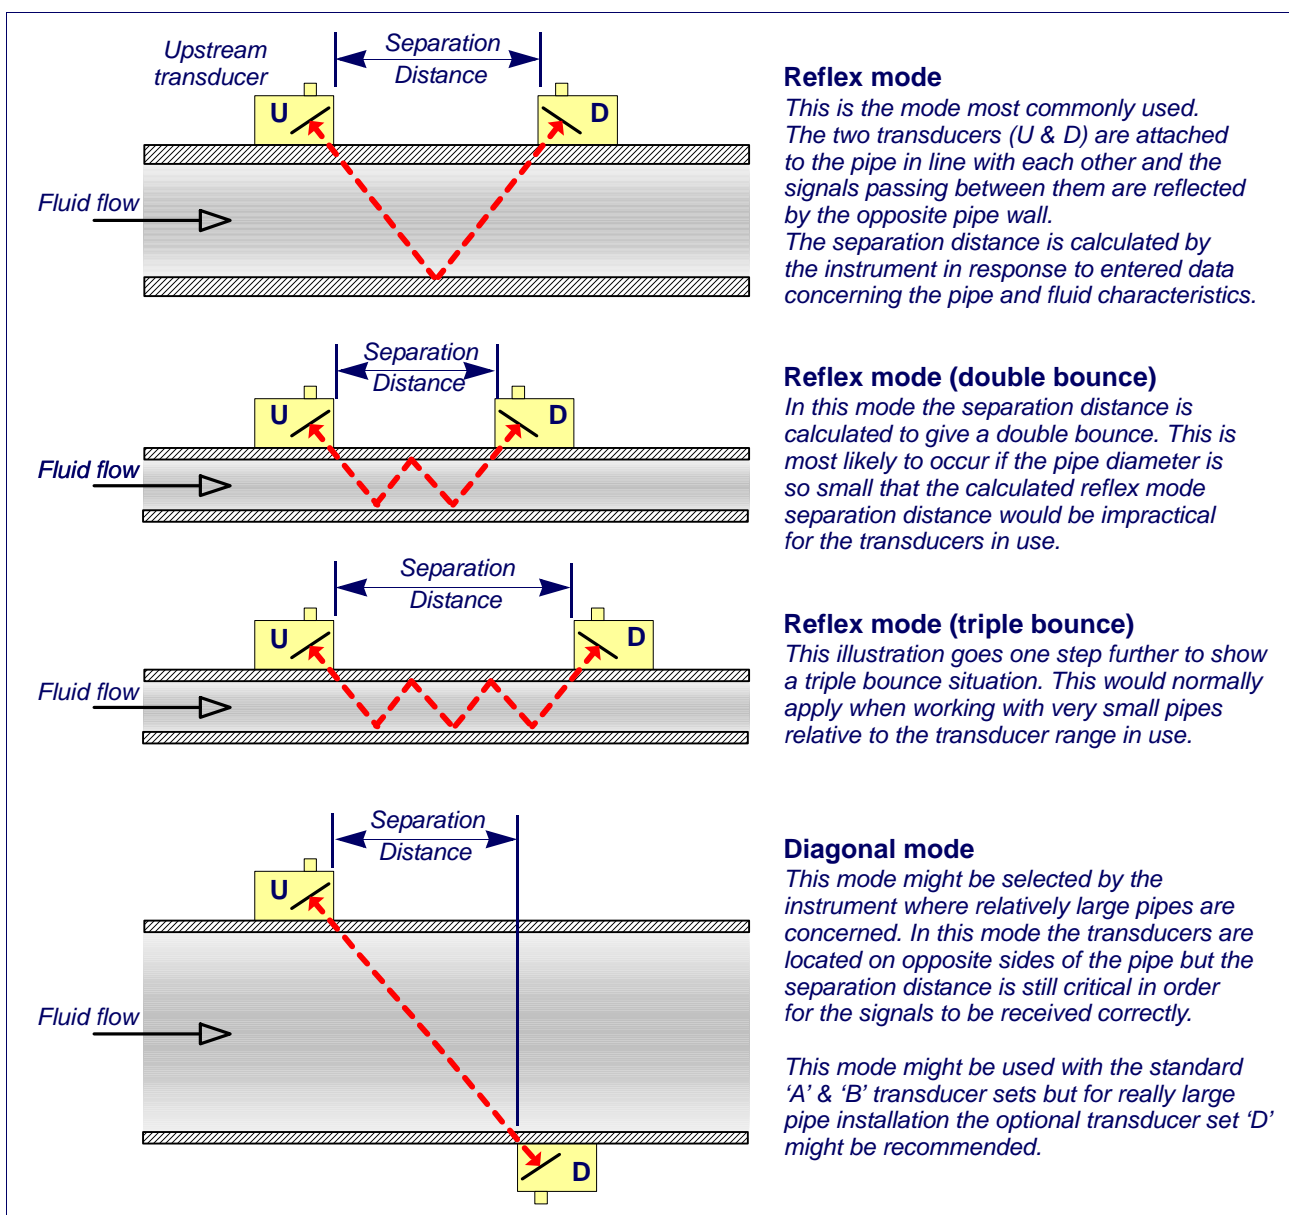 Upstream
transducer
Separation
Distance
U
D
Fluid flow
Reflex mode
This is the mode most commonly used.
The two transducers (U & D) are attached
to the pipe in line with each other and the
signals passing between them are reflected
by the opposite pipe wall.
The separation distance is calculated by
the instrument in response to entered data
concerning the pipe and fluid characteristics.
Separation
Distance
U
D
Fluid flow
Reflex mode (double bounce)
In this mode the separation distance is
calculated to give a double bounce. This is
most likely to occur if the pipe diameter is
so small that the calculated reflex mode
separation distance would be impractical
for the transducers in use.
Separation
Distance
U
D
Fluid flow
Reflex mode (triple bounce)
This illustration goes one step further to show
a triple bounce situation. This would normally
apply when working with very small pipes
relative to the transducer range in use.
Separation
Distance
U
Fluid flow
D
Diagonal mode
This mode might be selected by the
instrument where relatively large pipes are
concerned. In this mode the transducers are
located on opposite sides of the pipe but the
separation distance is still critical in order
for the signals to be received correctly.
This mode might be used with the standard
‘A’ & ‘B’ transducer sets but for really large
pipe installation the optional transducer set ‘D’
might be recommended.